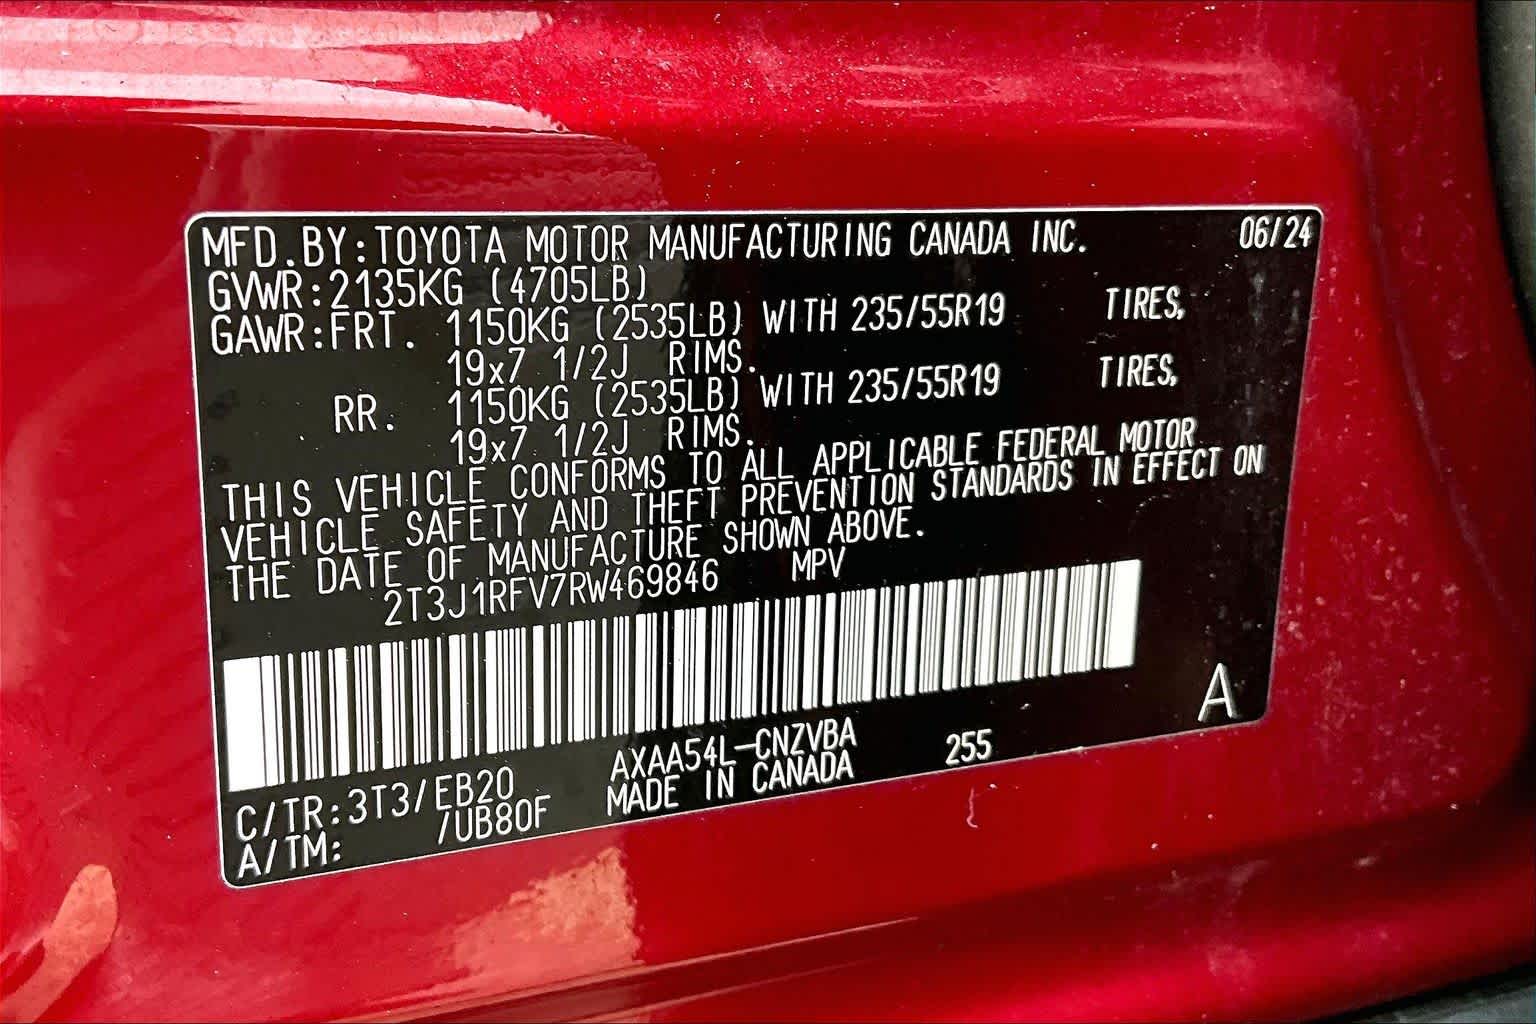 MFD.BY:TOYOTA MOTOR MANUFACTURING CANADA INC. 06/24
GVWR:2135KG (4705LB)
GAWR:FRT. 1150KG (2535LB) WITH 235/55R19 TIRES,
19x7 1/2J RIMS.
RR. 1150KG (2535LB) WITH 235/55R19 TIRES,
19x7 1/2J RIMS.
THIS VEHICLE CONFORMS TO ALL APPLICABLE FEDERAL MOTOR
VEHICLE SAFETY AND THEFT PREVENTION STANDARDS IN EFFECT ON
THE DATE OF MANUFACTURE SHOWN ABOVE.
2T3J1RFV7RW469846 MPV
A
C/TR:3T3/EB20 AXAA54L-CNZVBA 255
A/TM: /UB80F MADE IN CANADA